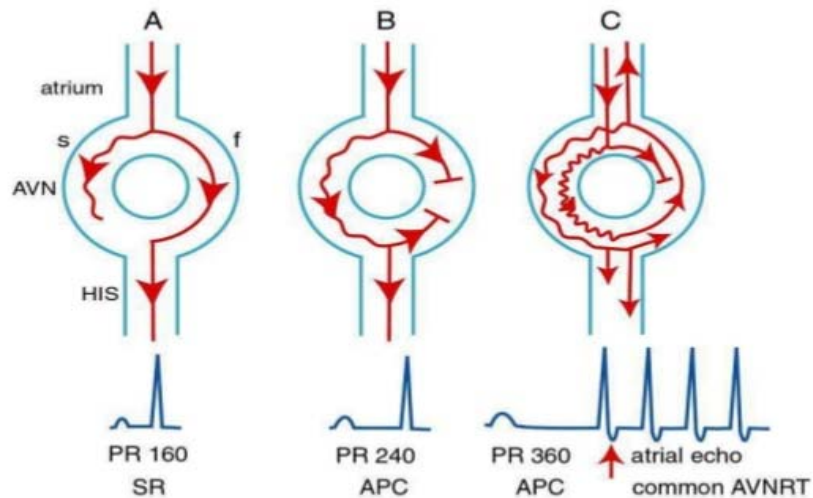 A
B
C
atrium
s
f
AVN
HIS
PR 160
SR
PR 240
APC
PR 360
APC
atrial echo
common AVNRT